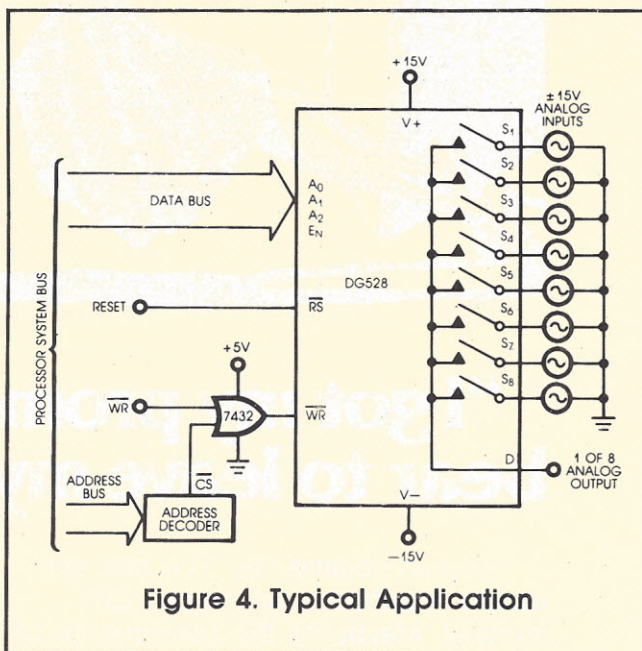 +15V
±15V
ANALOG
INPUTS
V+
S1
S2
S3
S4
S5
S6
S7
S8
A0
A1
A2
EN
DATA BUS
DG528
PROCESSOR SYSTEM BUS
RESET
RS
+5V
WR
7432
WR
CS
ADDRESS
BUS
ADDRESS
DECODER
D
1 OF 8
ANALOG
OUTPUT
V−
−15V
Figure 4. Typical Application